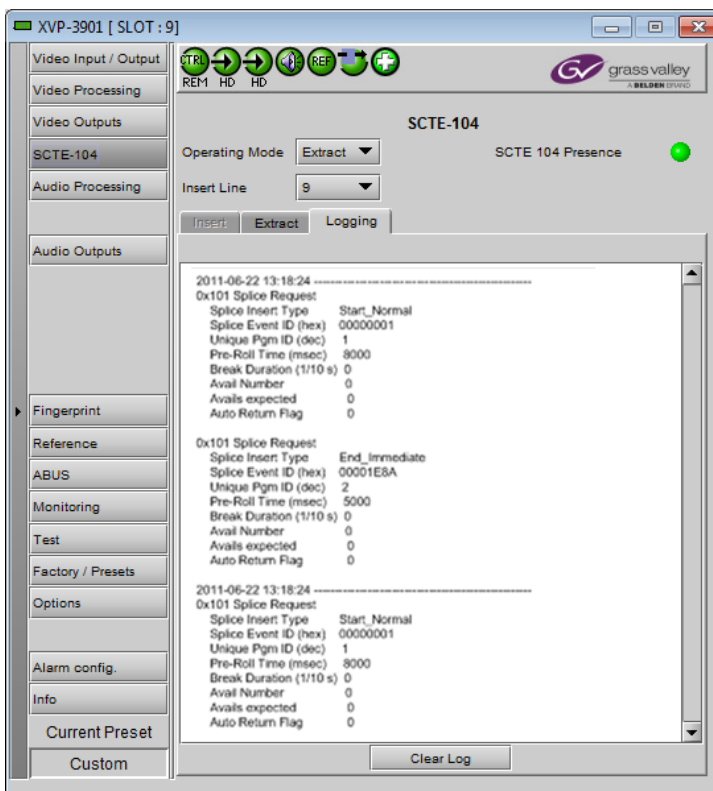 XVP-3901 [ SLOT : 9]
Video Input / Output
Video Processing
Video Outputs
SCTE-104
Audio Processing
Audio Outputs
Fingerprint
Reference
ABUS
Monitoring
Test
Factory / Presets
Options
Alarm config.
Info
Current Preset
Custom
CTRL REF
REM HD HD
GV grass valley
A BELDEN BRAND
SCTE-104
Operating Mode Extract SCTE 104 Presence
Insert Line 9
Insert Extract Logging
2011-06-22 13:18:24 --------------------------------------------------
0x101 Splice Request
Splice Insert Type Start_Normal
Splice Event ID (hex) 00000001
Unique Pgm ID (dec) 1
Pre-Roll Time (msec) 8000
Break Duration (1/10 s) 0
Avail Number 0
Avails expected 0
Auto Return Flag 0
0x101 Splice Request
Splice Insert Type End_Immediate
Splice Event ID (hex) 00001E8A
Unique Pgm ID (dec) 2
Pre-Roll Time (msec) 5000
Break Duration (1/10 s) 0
Avail Number 0
Avails expected 0
Auto Return Flag 0
2011-06-22 13:18:24 --------------------------------------------------
0x101 Splice Request
Splice Insert Type Start_Normal
Splice Event ID (hex) 00000001
Unique Pgm ID (dec) 1
Pre-Roll Time (msec) 8000
Break Duration (1/10 s) 0
Avail Number 0
Avails expected 0
Auto Return Flag 0
Clear Log